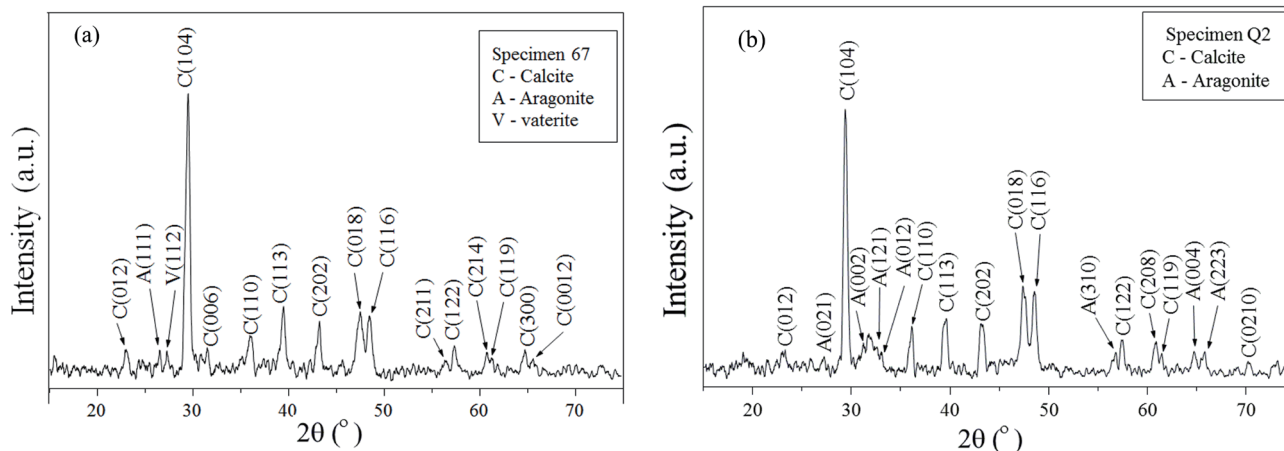 (a)
Specimen 67
C - Calcite
A - Aragonite
V - vaterite
C(012)
A(111)
V(112)
C(104)
C(006)
C(110)
C(113)
C(202)
C(018)
C(116)
C(211)
C(122)
C(214)
C(119)
C(300)
C(0012)
Intensity (a.u.)
20 30 40 50 60 70
2θ (°)
(b)
Specimen Q2
C - Calcite
A - Aragonite
C(012)
A(021)
C(104)
A(002)
A(121)
A(012)
C(110)
C(113)
C(202)
C(018)
C(116)
A(310)
C(122)
C(208)
C(119)
A(004)
A(223)
C(0210)
Intensity (a.u.)
20 30 40 50 60 70
2θ (°)